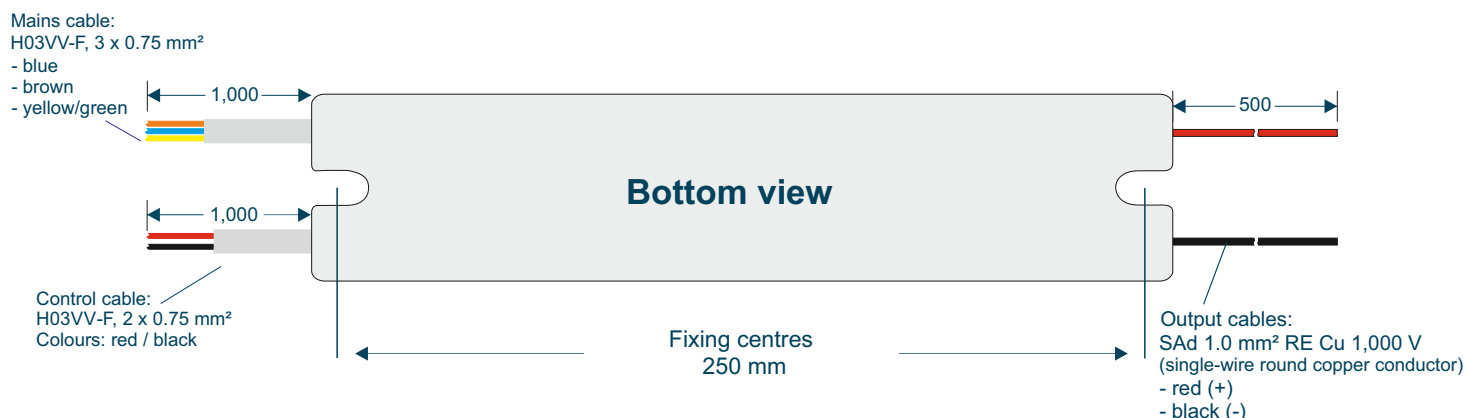 Mains cable:
H03VV-F, 3 x 0.75 mm²
- blue
- brown
- yellow/green
1,000
500
Bottom view
1,000
Control cable:
H03VV-F, 2 x 0.75 mm²
Colours: red / black
Fixing centres
250 mm
Output cables:
SAd 1.0 mm² RE Cu 1,000 V
(single-wire round copper conductor)
- red (+)
- black (-)